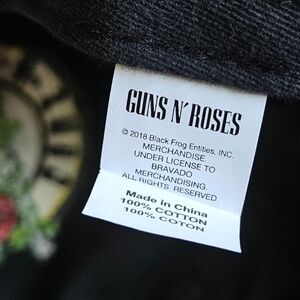 GUNS N' ROSES
© 2018 Black Frog Entities, INC.
MERCHANDISE
UNDER LICENSE TO
BRAVADO
MERCHANDISING.
ALL RIGHTS RESERVED.
Made in China
100% COTTON
100% COTON